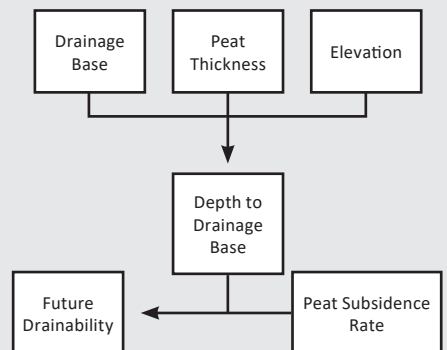 Drainage
Base
Peat
Thickness
Elevation
Depth to
Drainage
Base
Future
Drainability
Peat Subsidence
Rate